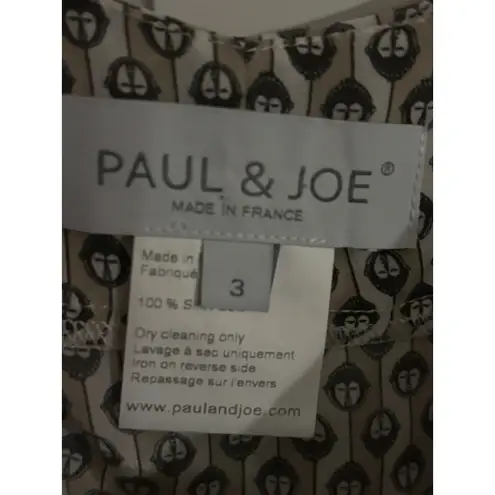 PAUL & JOE®
MADE IN FRANCE
3
Made in
Fabriqué
100 %
Dry cleaning only
Lavage à sec uniquement
Iron on reverse side
Repassage sur l'envers
www.paulandjoe.com